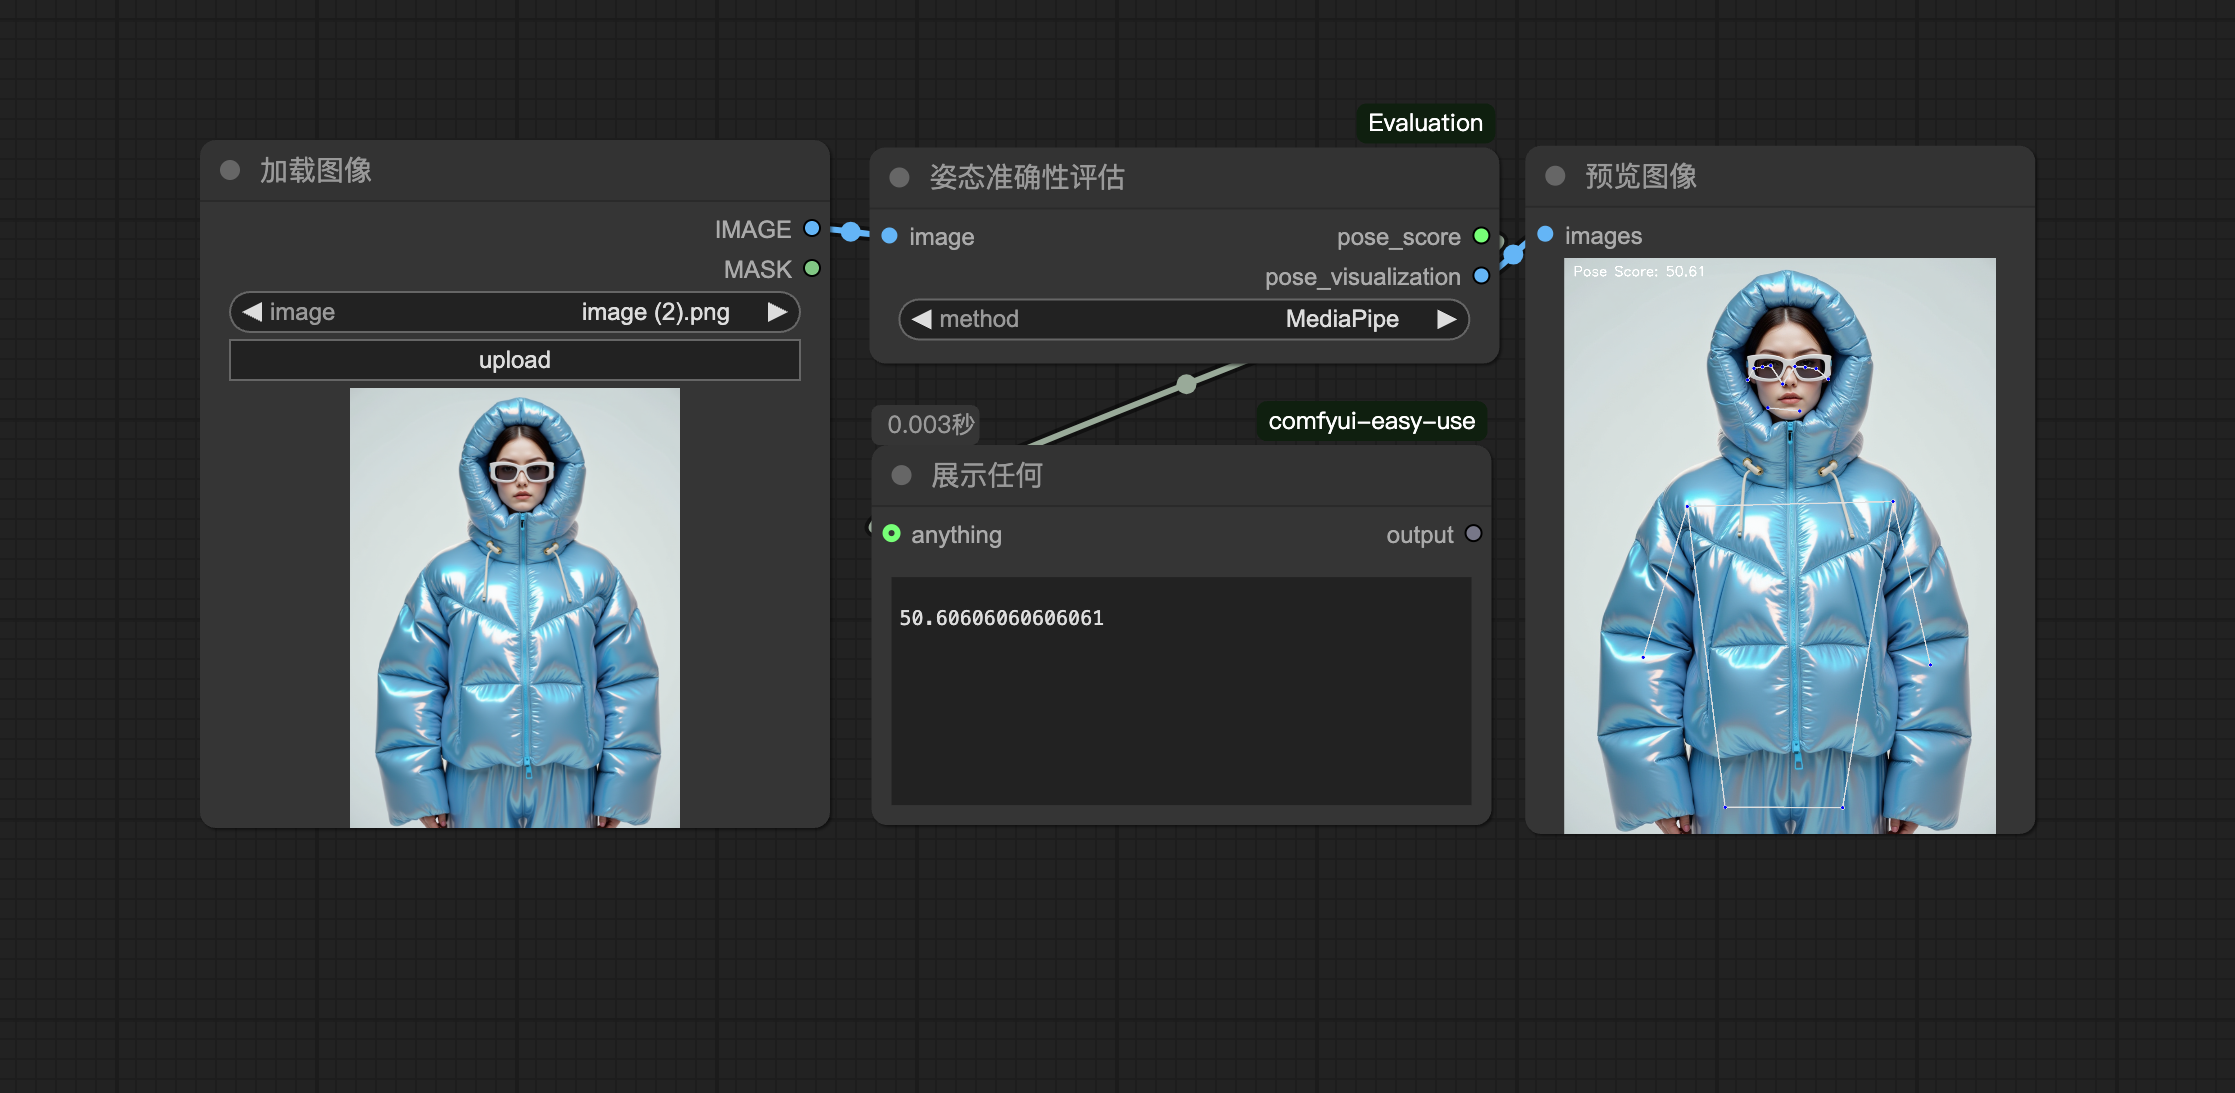 加载图像
IMAGE
MASK
image image (2).png
upload
Evaluation
姿态准确性评估
image pose_score
pose_visualization
method MediaPipe
0.003秒
comfyui-easy-use
展示任何
anything output
50.60606060606061
预览图像
images
Pose Score: 50.61